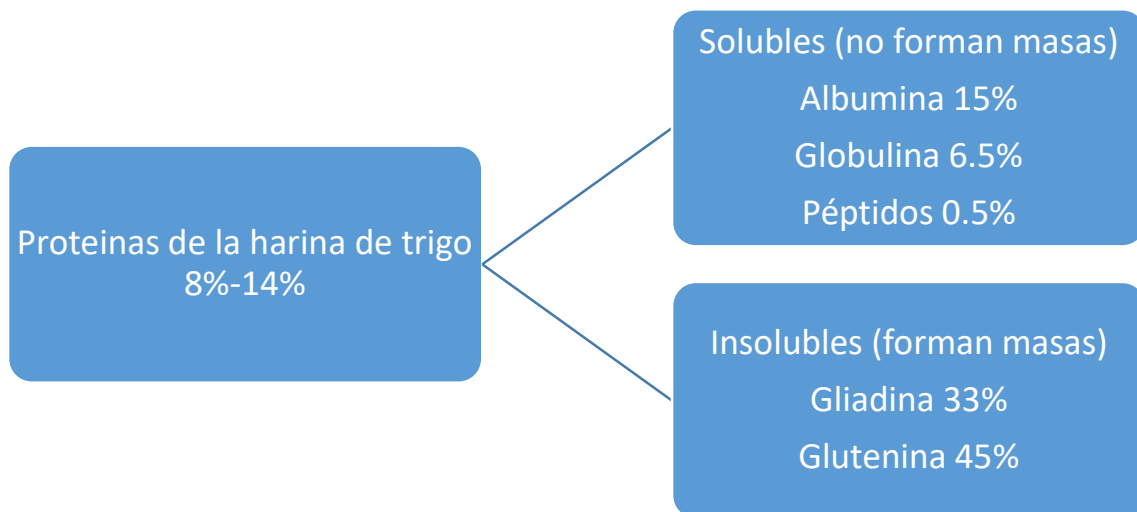 Proteinas de la harina de trigo
8%-14%
Solubles (no forman masas)
Albumina 15%
Globulina 6.5%
Péptidos 0.5%
Insolubles (forman masas)
Gliadina 33%
Glutenina 45%